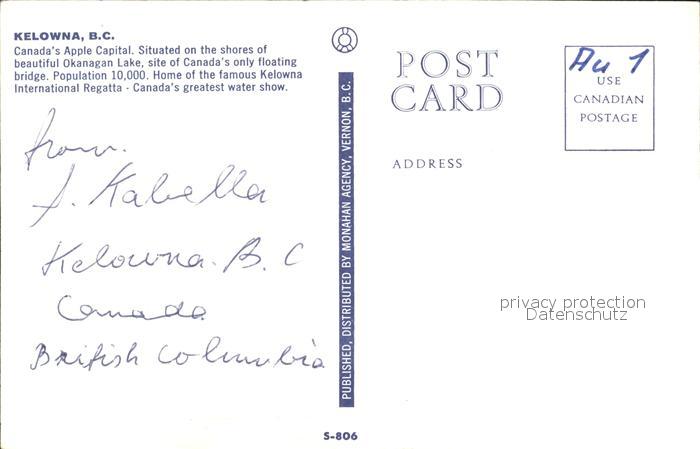 KELOWNA, B.C.
Canada's Apple Capital. Situated on the shores of
beautiful Okanagan Lake, site of Canada's only floating
bridge. Population 10,000. Home of the famous Kelowna
International Regatta - Canada's greatest water show.
from.
J. Kabella
Kelowna. B. C
Canada
British Columbia
PUBLISHED, DISTRIBUTED BY MONAHAN AGENCY, VERNON, B. C.
S-806
POST
CARD
ADDRESS
Au 1
USE
CANADIAN
POSTAGE
privacy protection
Datenschutz